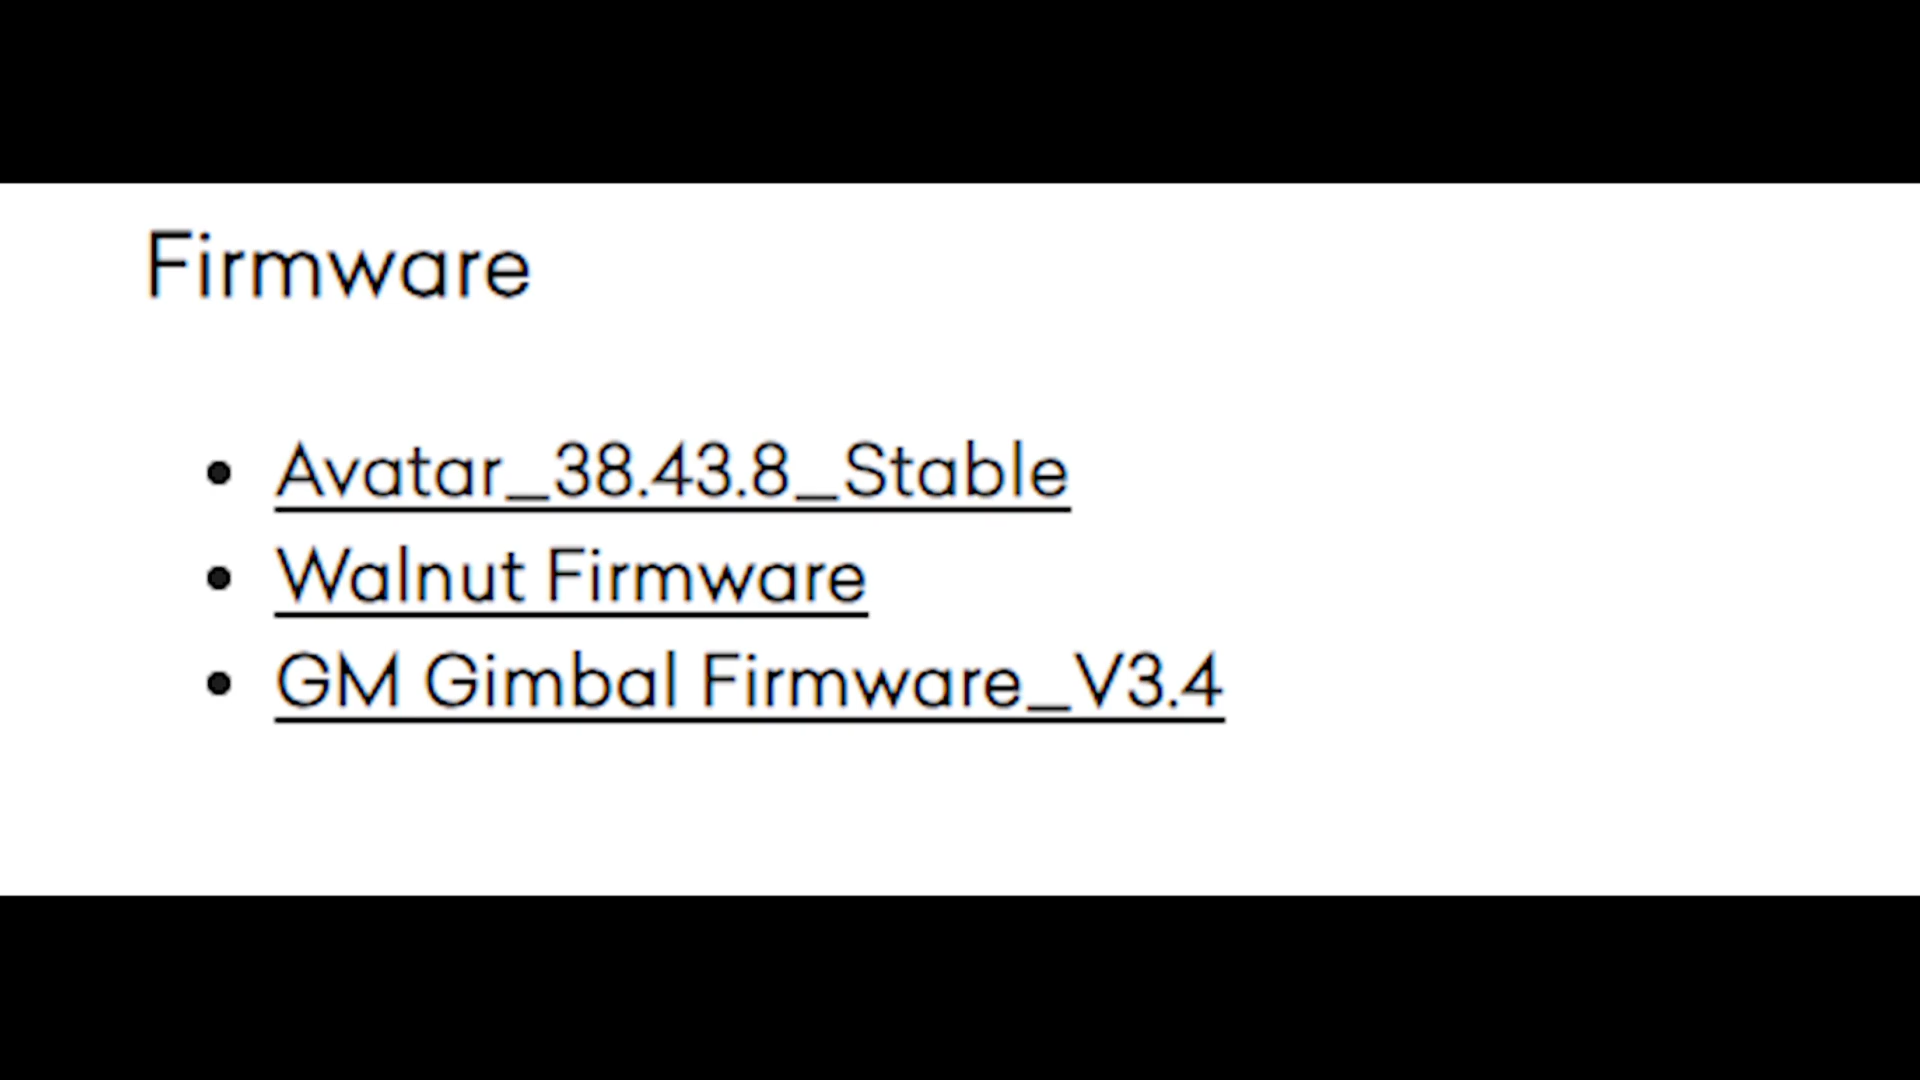 Firmware
Avatar_38.43.8_Stable
Walnut Firmware
GM Gimbal Firmware_V3.4